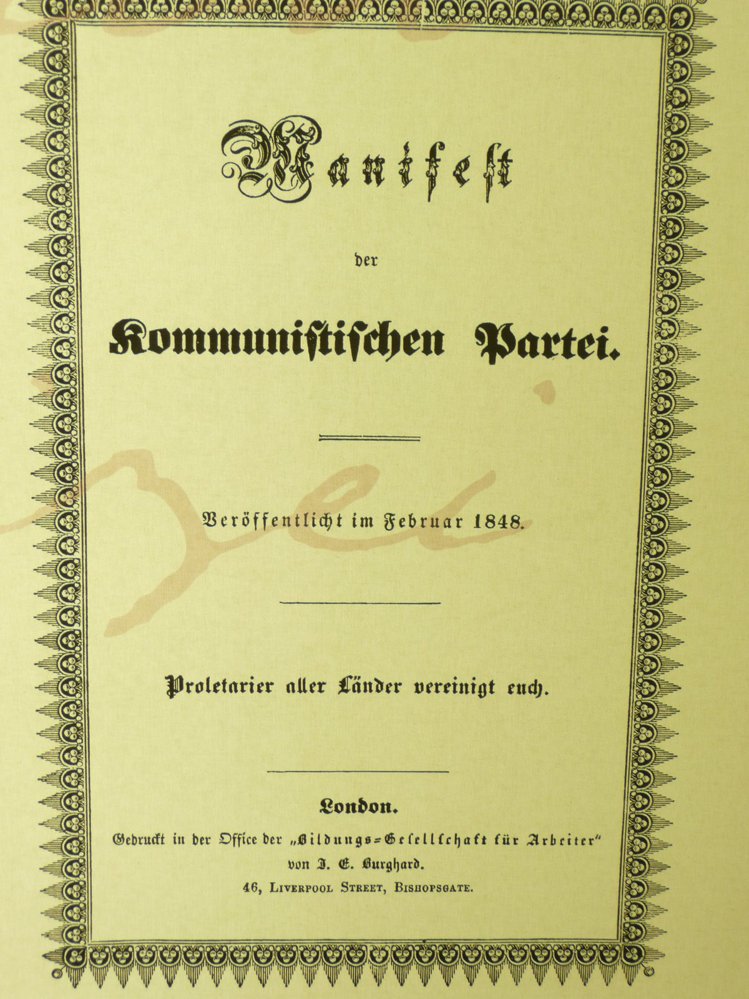 Manifest
der
Kommunistischen Partei.
Veröffentlicht im Februar 1848.
Proletarier aller Länder vereinigt euch.
London.
Gedruckt in der Office der „Bildungs=Gesellschaft für Arbeiter“
von J. E. Burghard.
46, LIVERPOOL STREET, BISHOPSGATE.